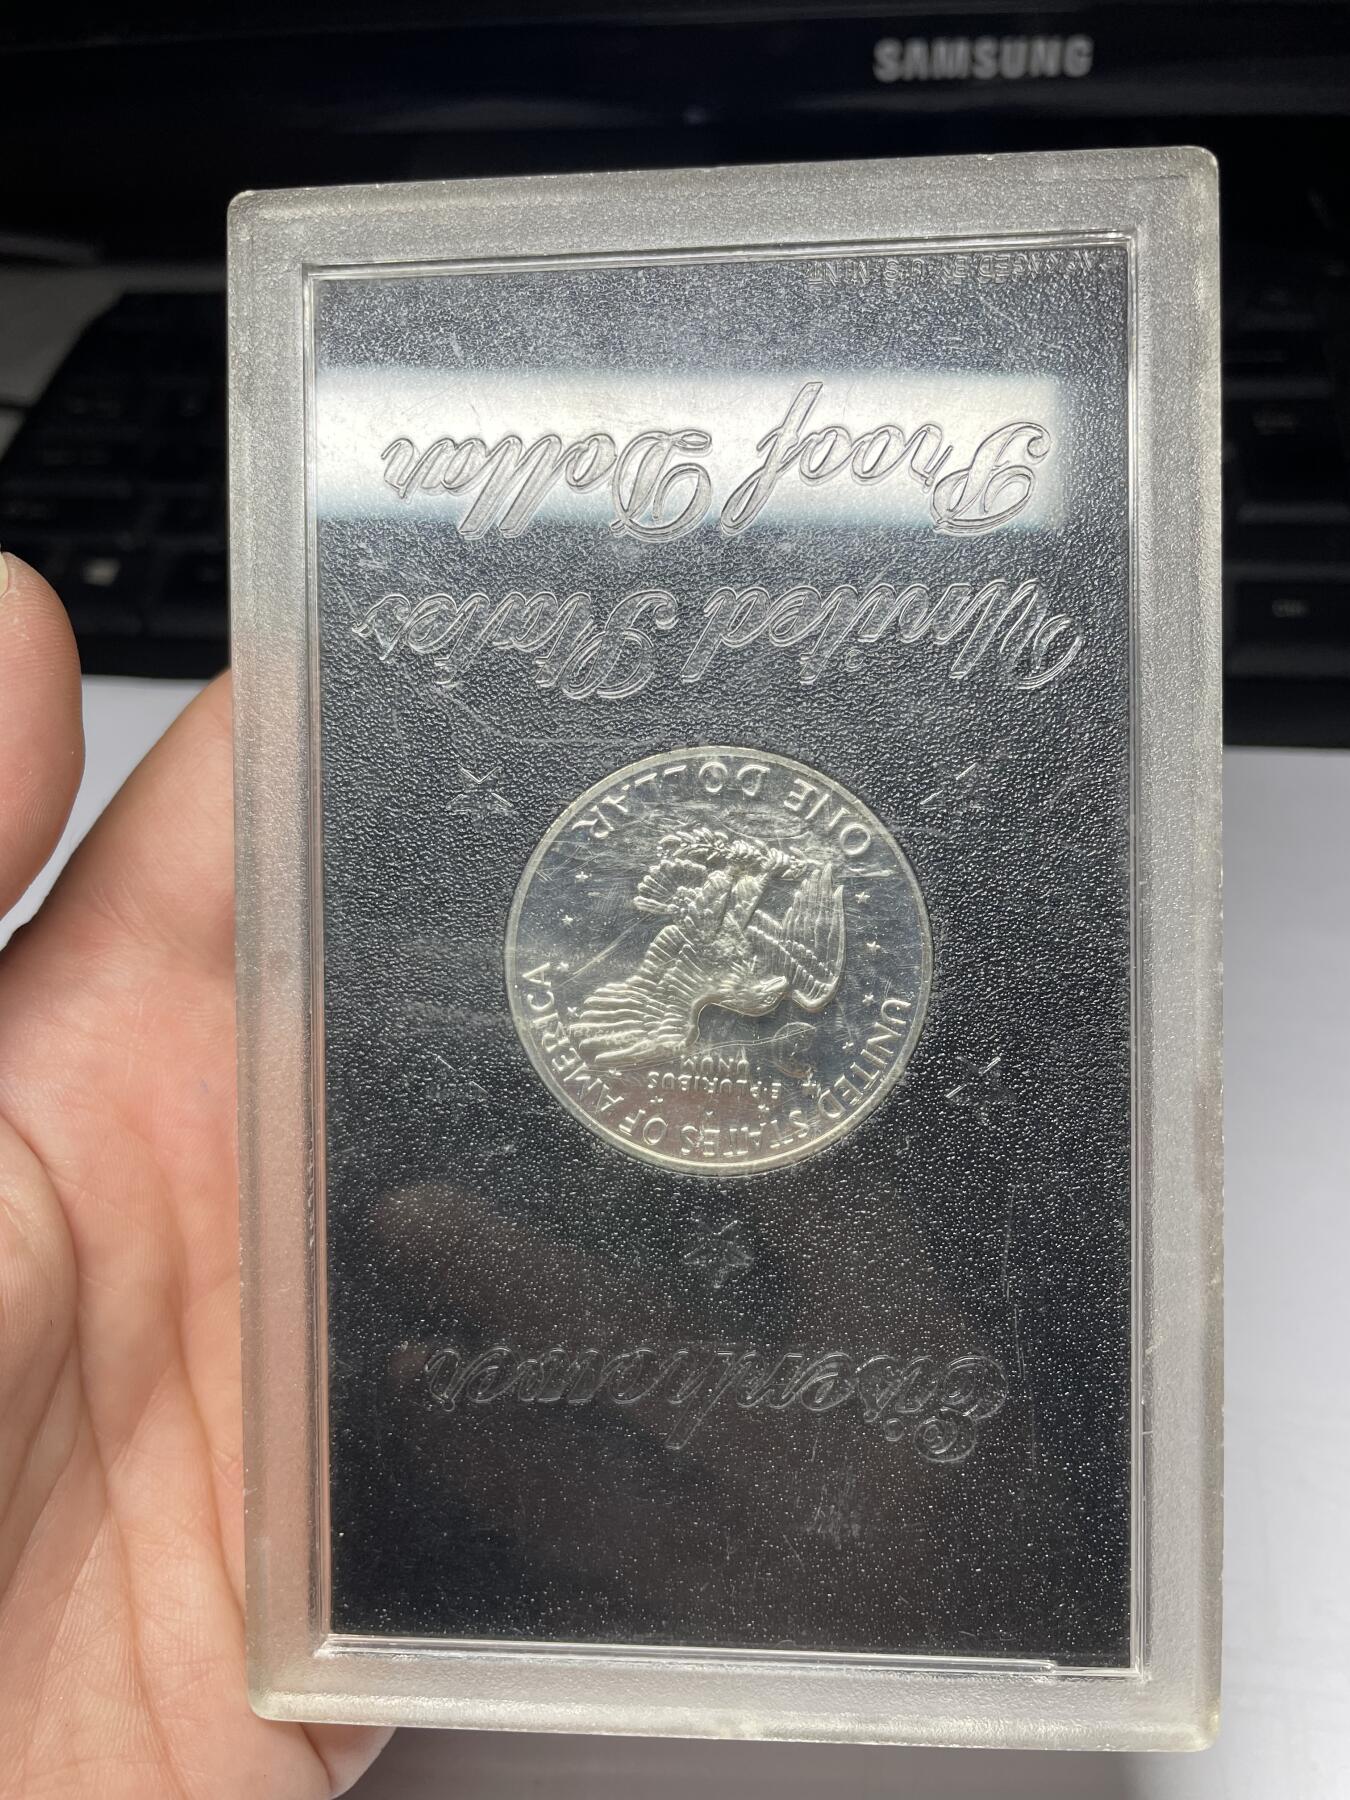 SAMSUNG
Eisenhower
UNITED STATES OF AMERICA
E PLURIBUS
UNUM
ONE DOLLAR
United States
Proof Dollar
PACKAGED BY U.S. MINT